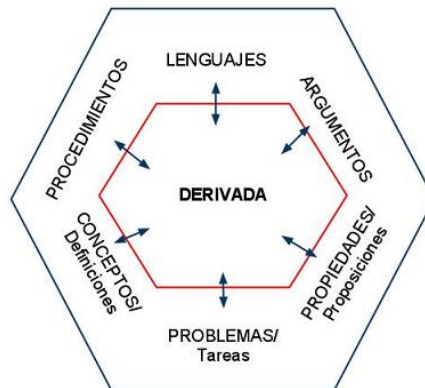 LENGUAJES
PROCEDIMIENTOS
ARGUMENTOS
DERIVADA
CONCEPTOS/
Definiciones
PROPIEDADES/
Proposiciones
PROBLEMAS/
Tareas